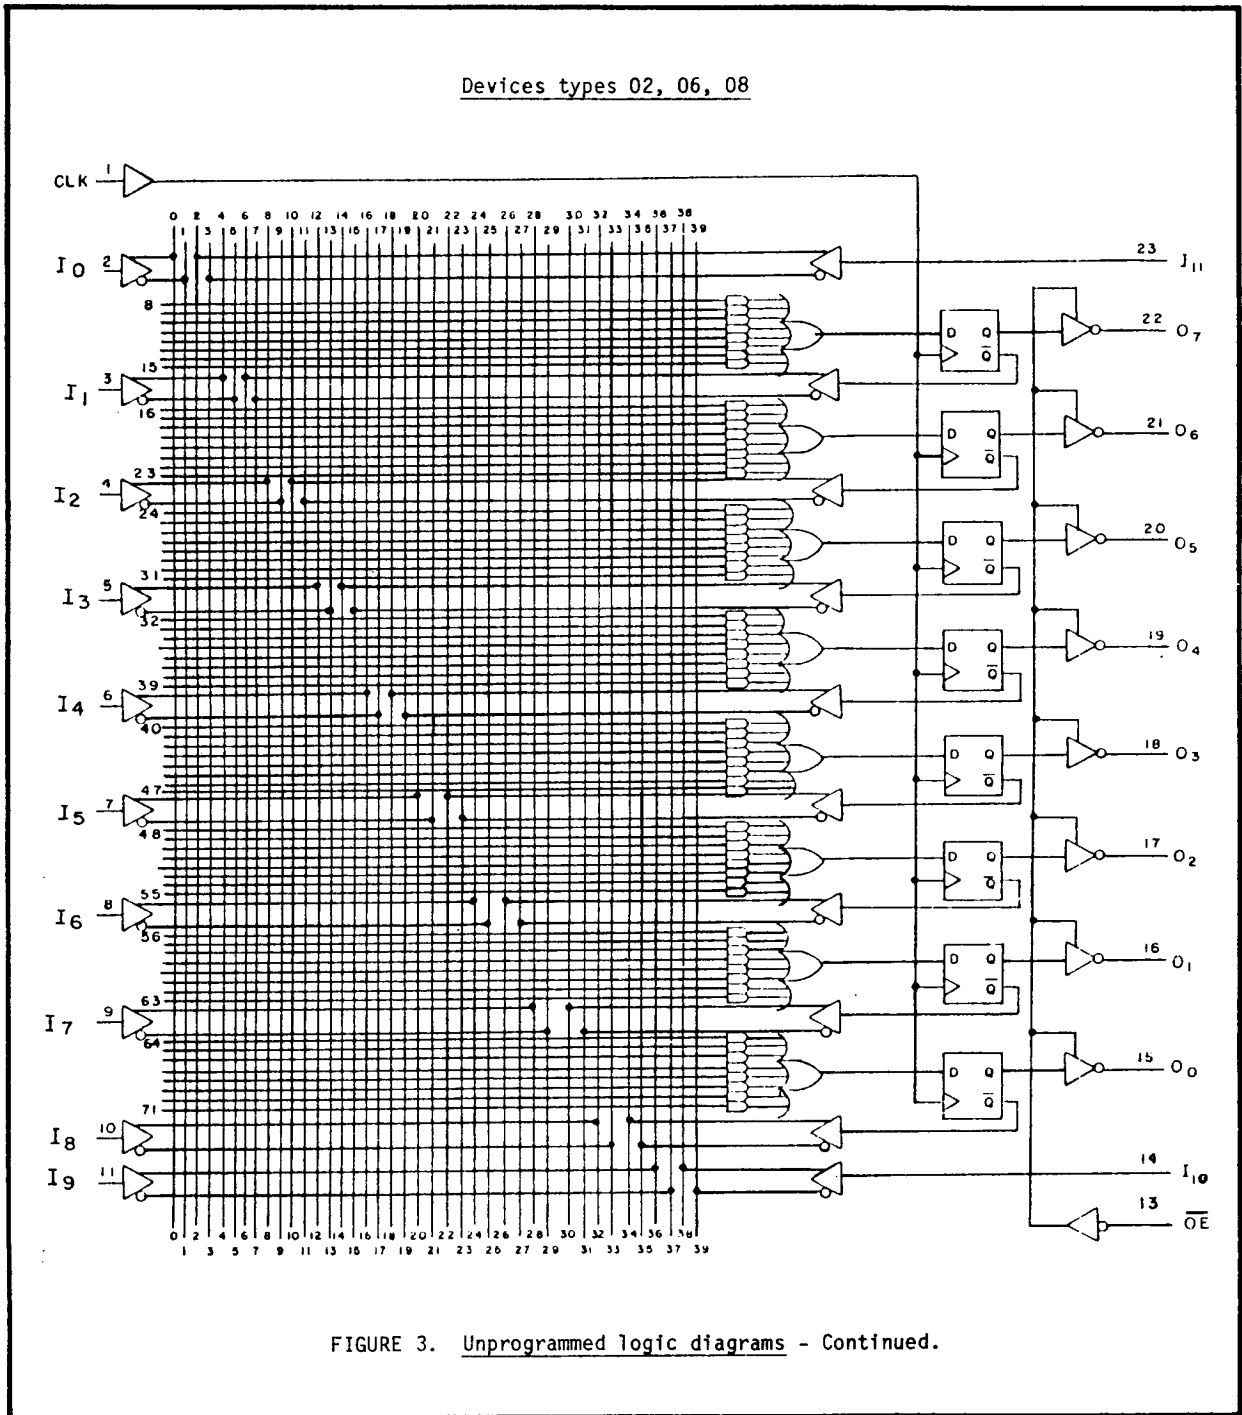 Devices types 02, 06, 08
CLK 1
0 2 4 6 8 10 12 14 16 18 20 22 24 26 28 30 32 34 36 38
1 3 5 7 9 11 13 15 17 19 21 23 25 27 29 31 33 35 37 39
I0 2
23 I11
8
D Q
Q̅
22 O7
15
I1 3
16
D Q
Q̅
21 O6
23
I2 4
24
D Q
Q̅
20 O5
31
I3 5
32
D Q
Q̅
19 O4
39
I4 6
40
D Q
Q̅
18 O3
47
I5 7
48
D Q
Q̅
17 O2
55
I6 8
56
D Q
Q̅
16 O1
63
I7 9
64
D Q
Q̅
15 O0
71
I8 10
I9 11
14 I10
13 O̅E̅
0 2 4 6 8 10 12 14 16 18 20 22 24 26 28 30 32 34 36 38
1 3 5 7 9 11 13 15 17 19 21 23 25 27 29 31 33 35 37 39
FIGURE 3. Unprogrammed logic diagrams - Continued.